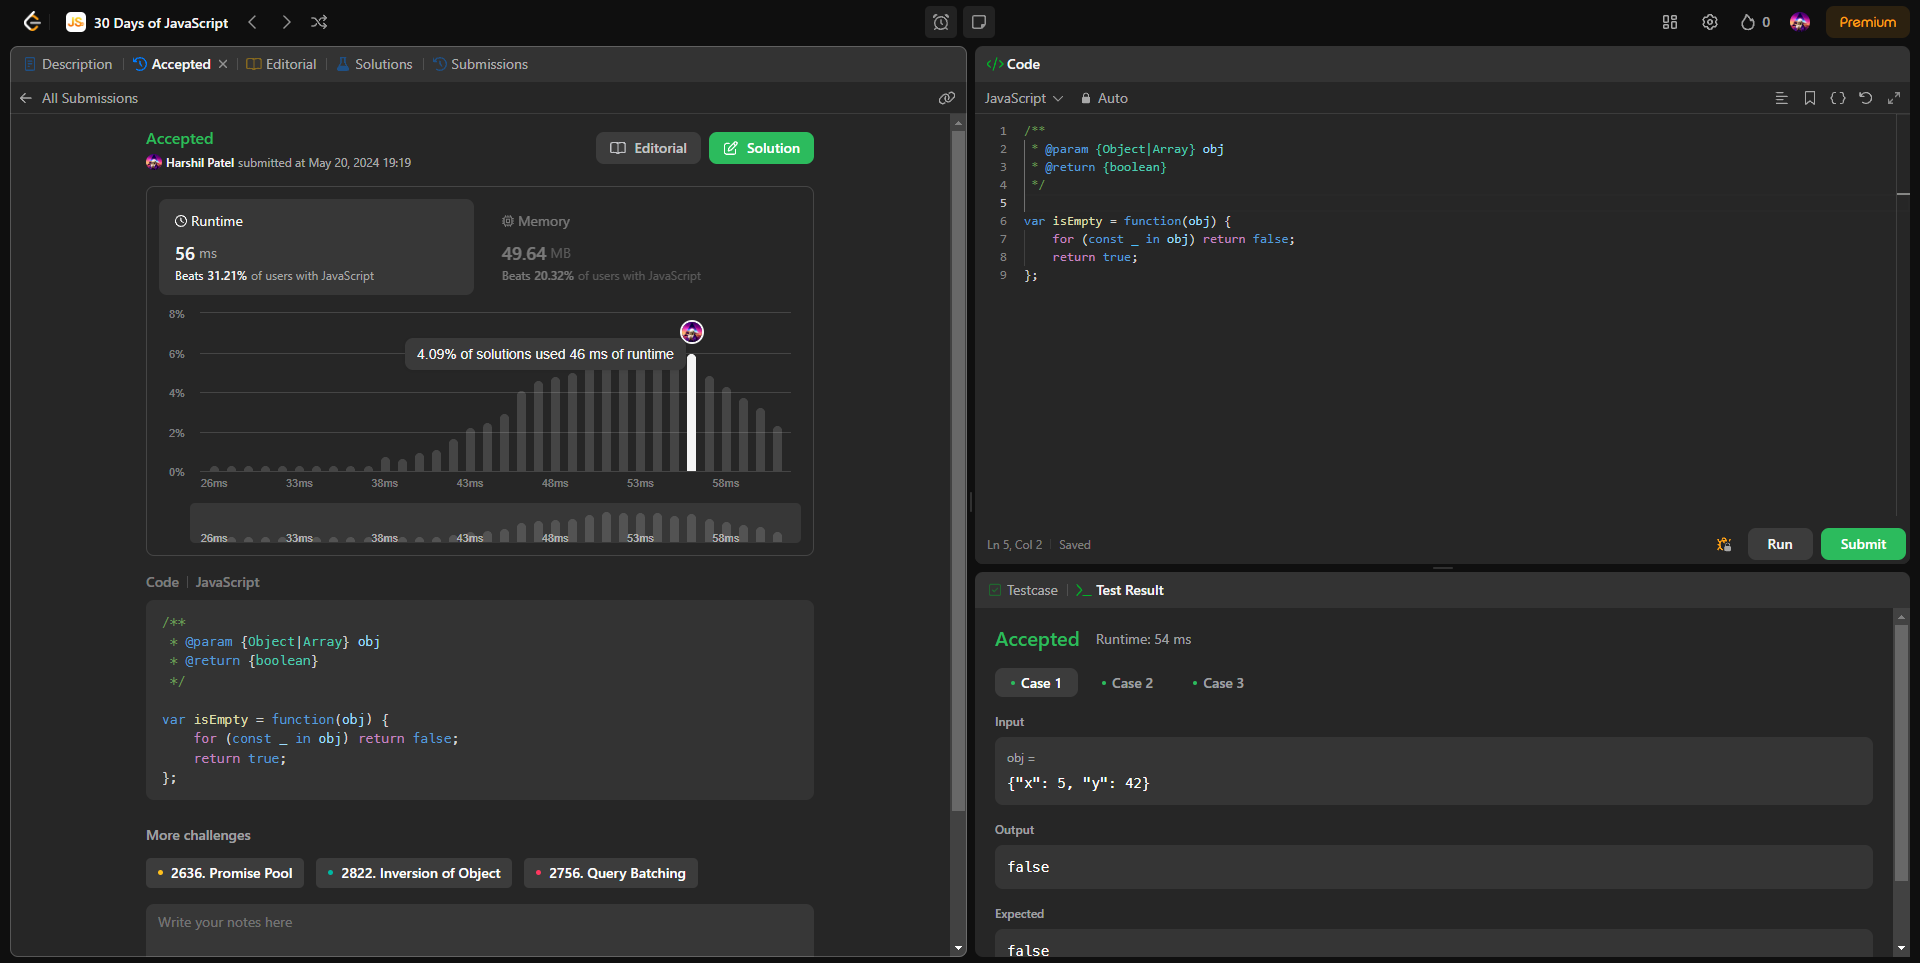 JS 30 Days of JavaScript
0
Premium
Description
Accepted
Editorial
Solutions
Submissions
All Submissions
Accepted
Harshil Patel submitted at May 20, 2024 19:19
Editorial
Solution
Runtime
56 ms
Beats 31.21% of users with JavaScript
Memory
49.64 MB
Beats 20.32% of users with JavaScript
8%
6%
4%
2%
0%
4.09% of solutions used 46 ms of runtime
26ms 33ms 38ms 43ms 48ms 53ms 58ms
26ms 33ms 38ms 43ms 48ms 53ms 58ms
Code | JavaScript
/**
 * @param {Object|Array} obj
 * @return {boolean}
 */
var isEmpty = function(obj) {
    for (const _ in obj) return false;
    return true;
};
More challenges
2636. Promise Pool
2822. Inversion of Object
2756. Query Batching
Write your notes here
</> Code
JavaScript
Auto
1 /**
2  * @param {Object|Array} obj
3  * @return {boolean}
4  */
5
6 var isEmpty = function(obj) {
7     for (const _ in obj) return false;
8     return true;
9 };
Ln 5, Col 2 | Saved
Run
Submit
Testcase
>_ Test Result
Accepted
Runtime: 54 ms
Case 1
Case 2
Case 3
Input
obj =
{"x": 5, "y": 42}
Output
false
Expected
false